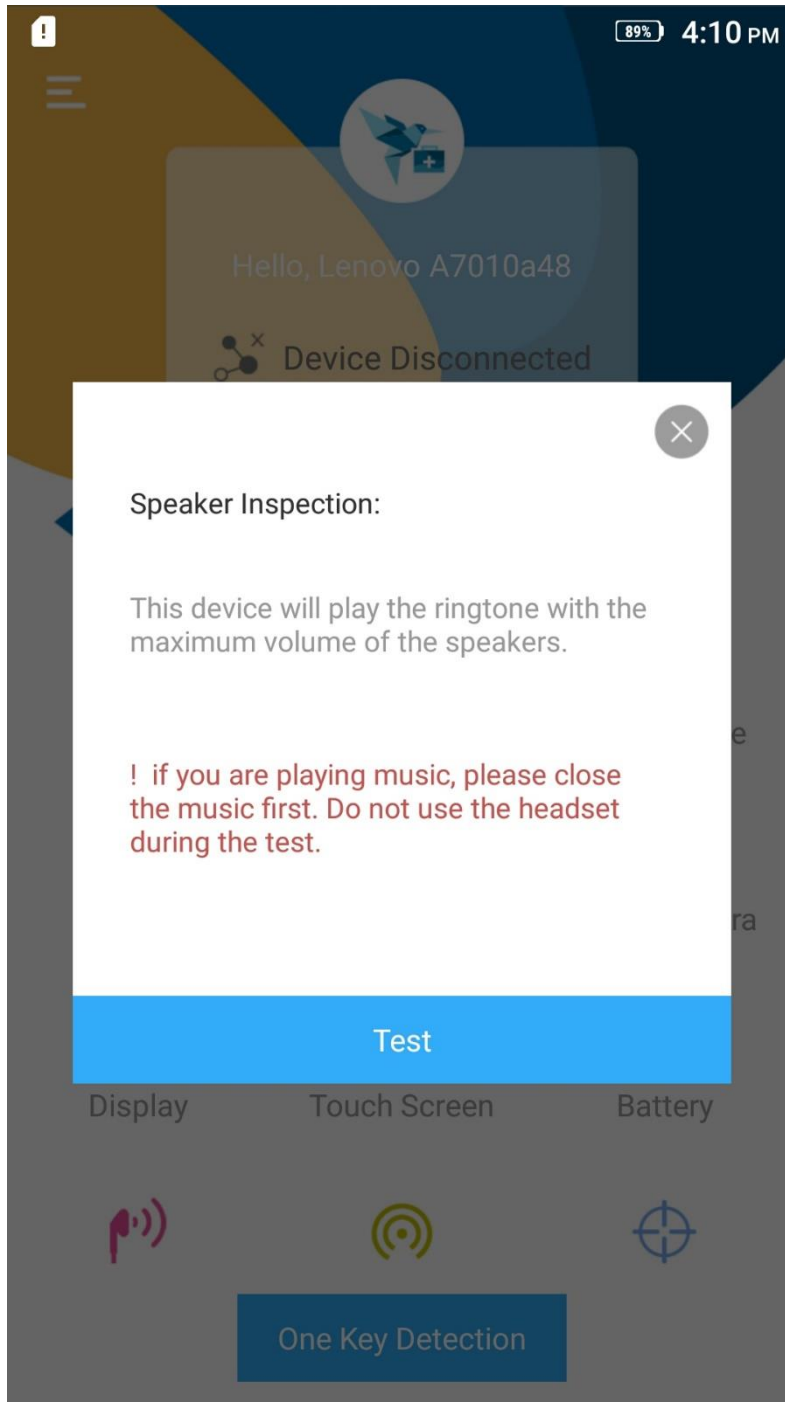 89% 4:10 PM
Hello, Lenovo A7010a48
Device Disconnected
Speaker Inspection:
This device will play the ringtone with the
maximum volume of the speakers.
e
! if you are playing music, please close
the music first. Do not use the headset
during the test.
ra
Test
Display Touch Screen Battery
One Key Detection